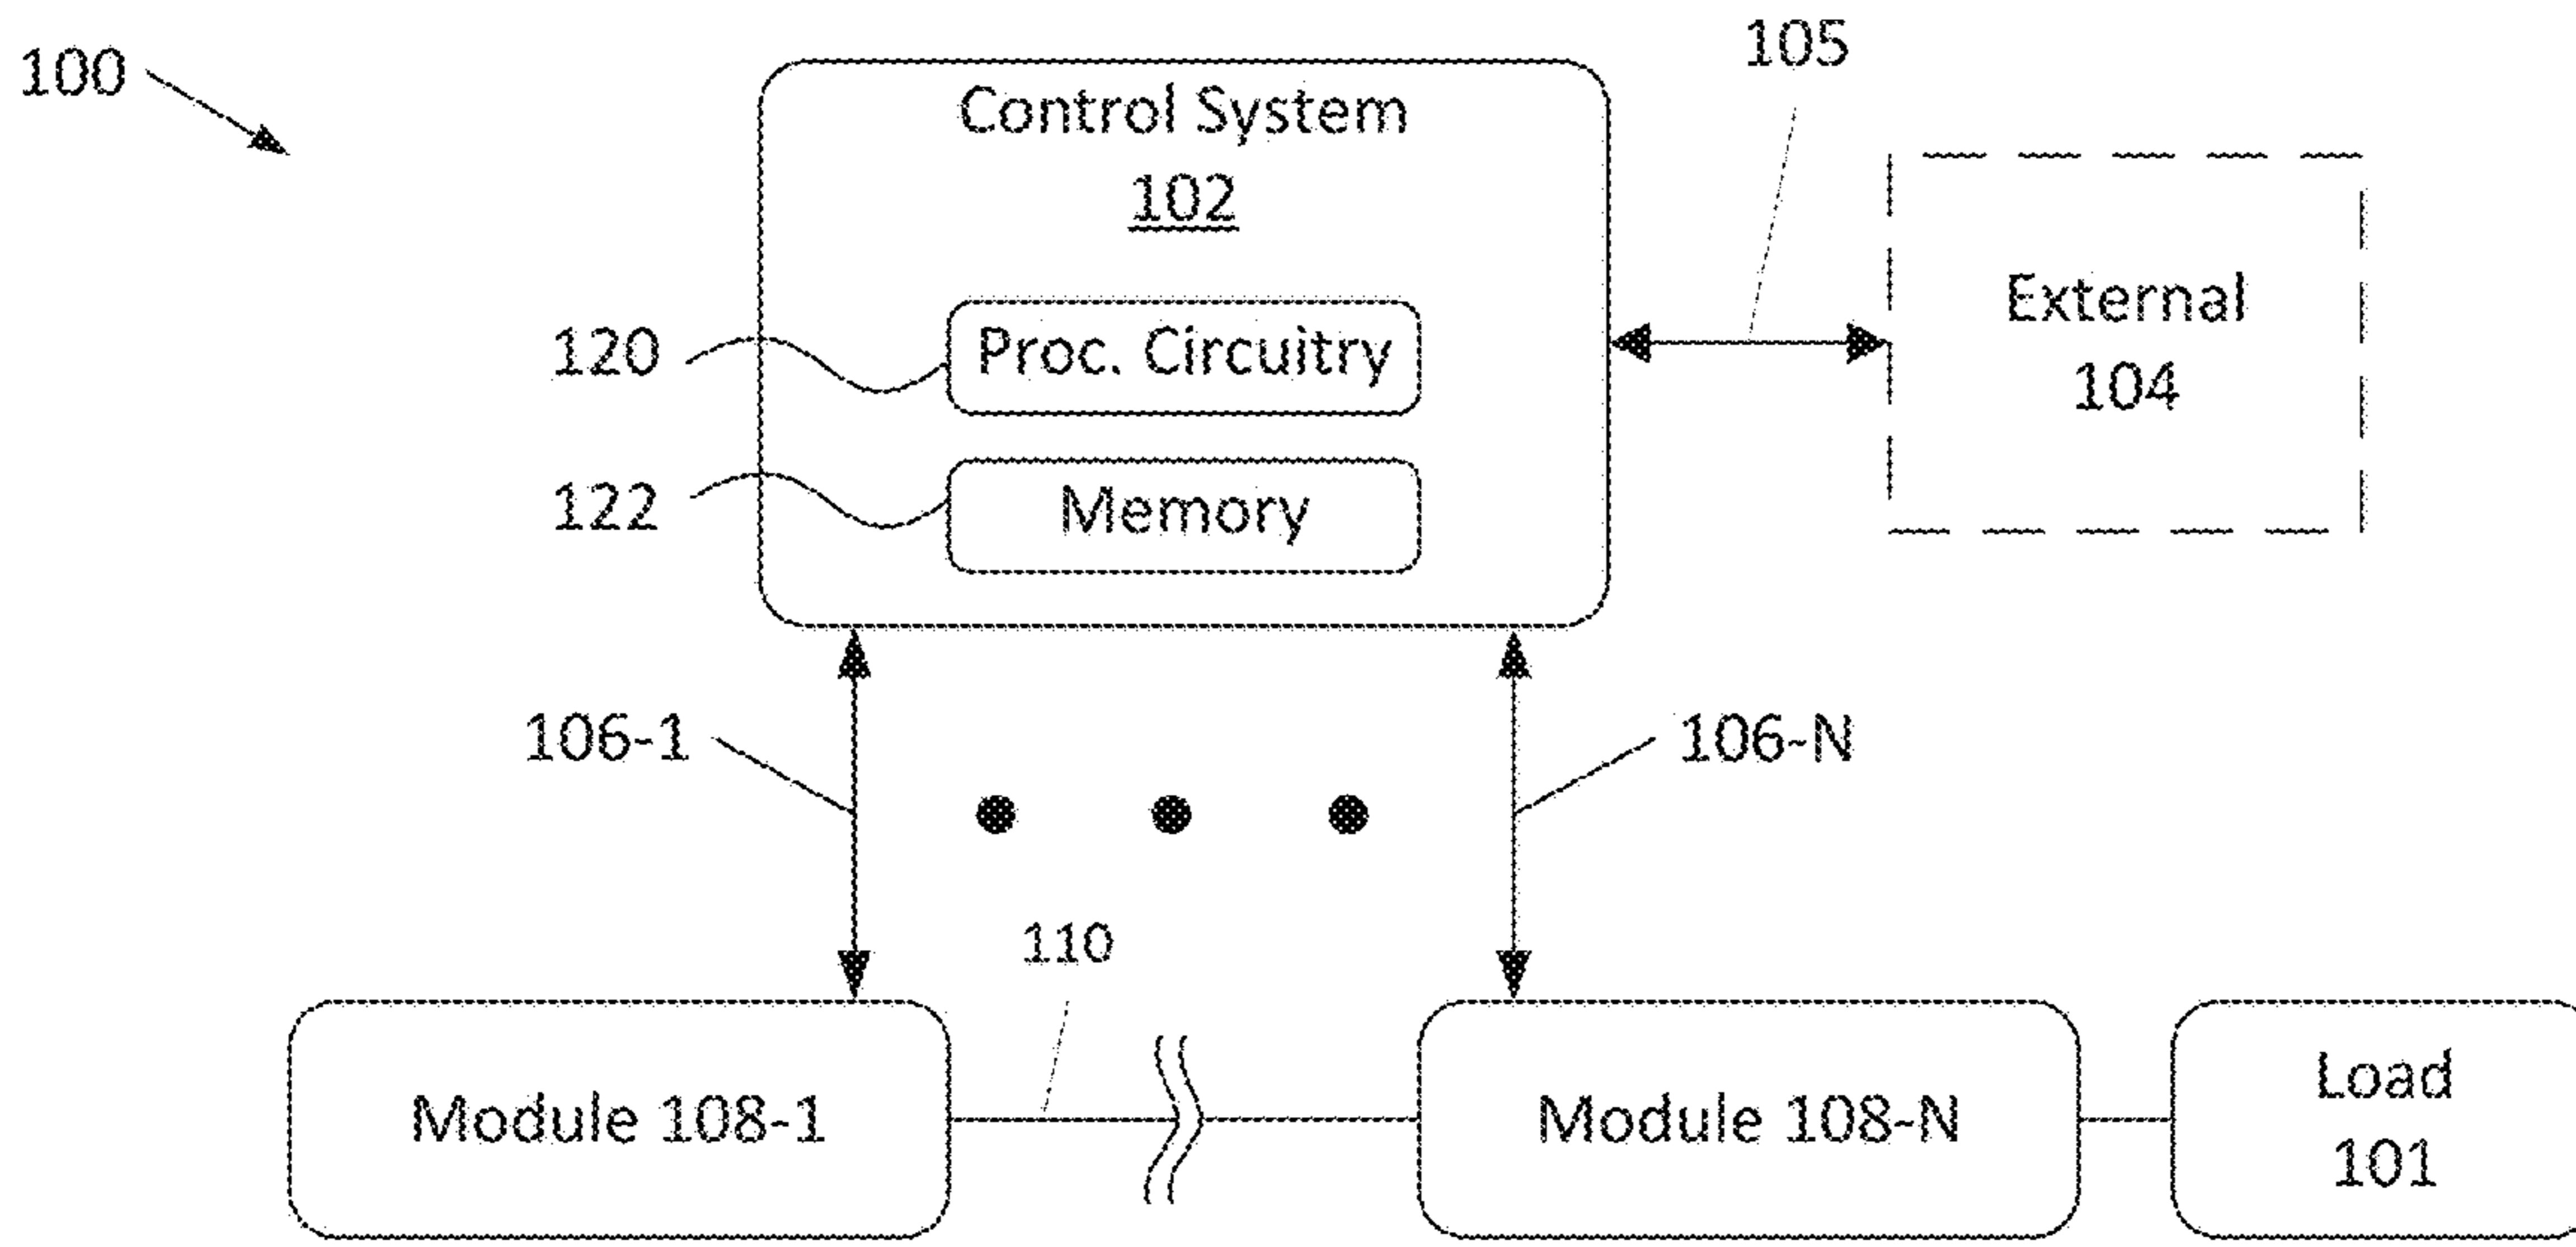 100
105
Control System
102
External
104
120
Proc. Circuitry
122
Memory
106-1
106-N
110
Module 108-1
Module 108-N
Load
101